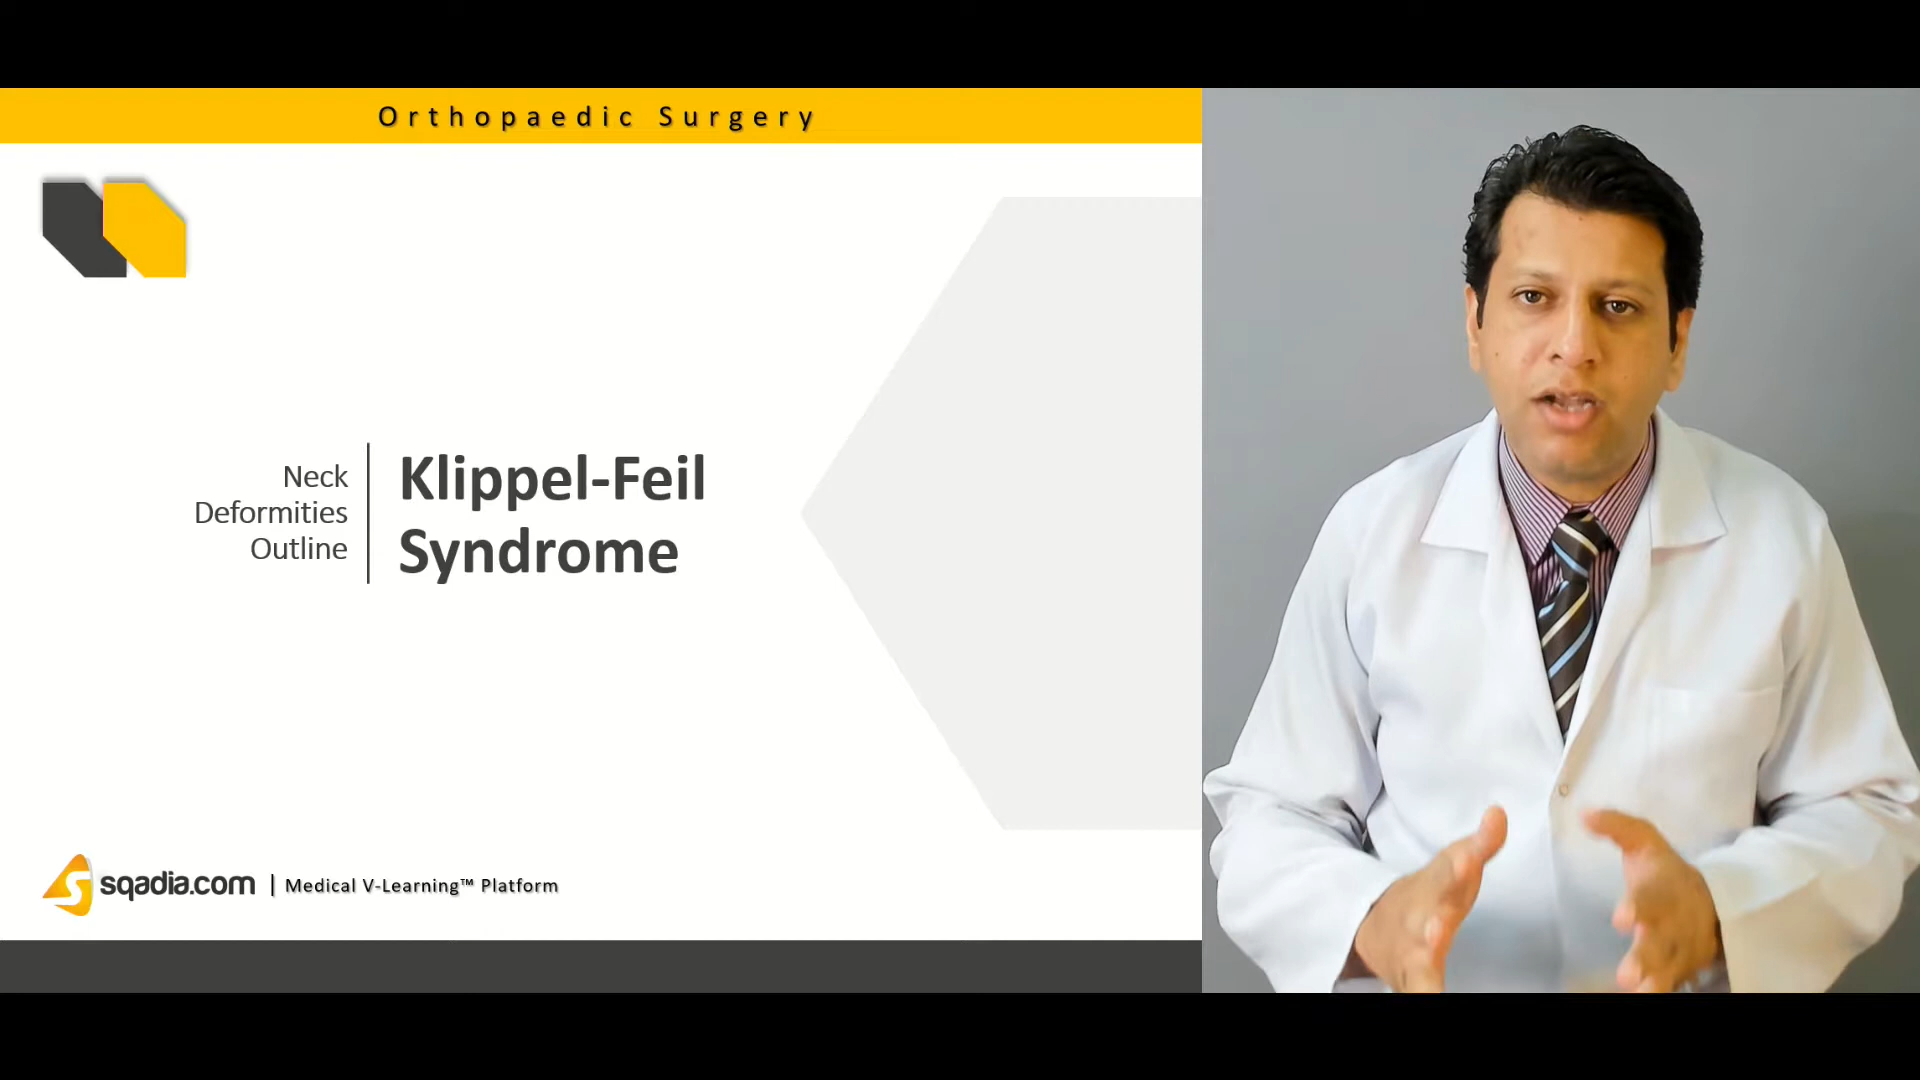 Orthopaedic Surgery
Neck
Deformities
Outline
Klippel-Feil
Syndrome
sqadia.com | Medical V-Learning™ Platform